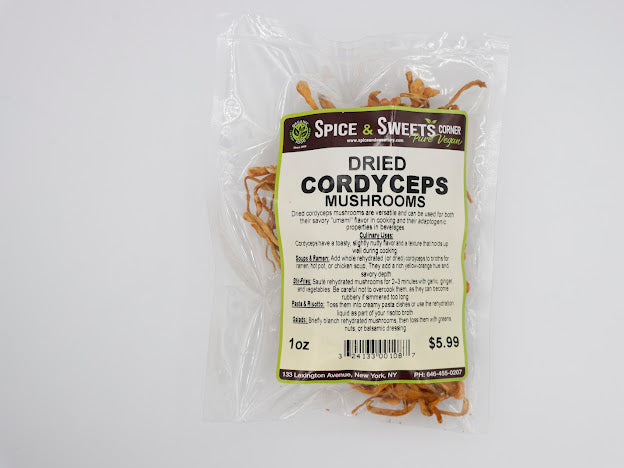 SPICE & SWEETS CORNER
Pure Vegan
Since 2002
DRIED
CORDYCEPS
MUSHROOMS
Dried cordyceps mushrooms are versatile and can be used for both
their savory "umami" flavor in cooking and their adaptogenic
properties in beverages
Culinary Uses:
Cordyceps have a toasty, slightly nutty flavor and a texture that holds up
well during cooking
Soups & Ramen: Add whole rehydrated (or dried) cordyceps to broths for
ramen, hot pot, or chicken soup. They add a rich yellow-orange hue and
savory depth
Stir-Fries: Sauté rehydrated mushrooms for 2–3 minutes with garlic, ginger,
and vegetables. Be careful not to overcook them, as they can become
rubbery if simmered too long
Pasta & Risotto: Toss them into creamy pasta dishes or use the rehydration
liquid as part of your risotto broth
Salads: Briefly blanch rehydrated mushrooms, then toss them with greens,
nuts, or balsamic dressing
1oz
3 24133 00108 7
$5.99
133 Lexington Avenue, New York, NY
PH: 646-455-0207